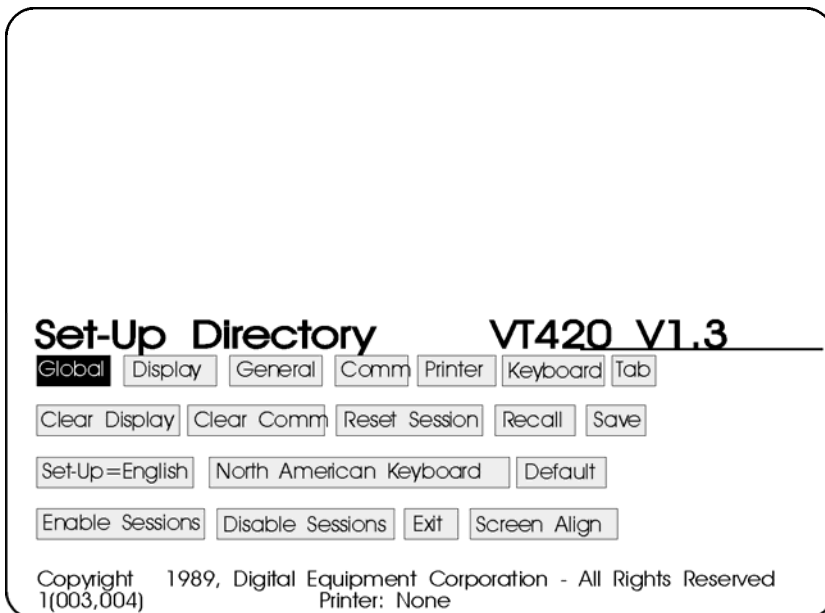 Set-Up Directory VT420 V1.3
Global Display General Comm Printer Keyboard Tab
Clear Display Clear Comm Reset Session Recall Save
Set-Up=English North American Keyboard Default
Enable Sessions Disable Sessions Exit Screen Align
Copyright 1989, Digital Equipment Corporation - All Rights Reserved
1(003,004) Printer: None